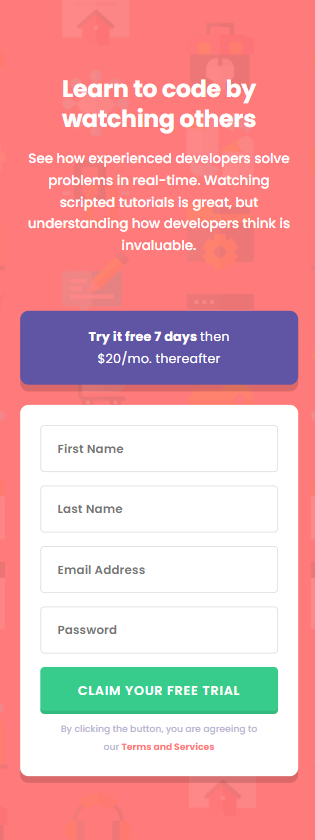 Learn to code by
watching others
See how experienced developers solve
problems in real-time. Watching
scripted tutorials is great, but
understanding how developers think is
invaluable.
Try it free 7 days then
$20/mo. thereafter
First Name
Last Name
Email Address
Password
CLAIM YOUR FREE TRIAL
By clicking the button, you are agreeing to
our Terms and Services